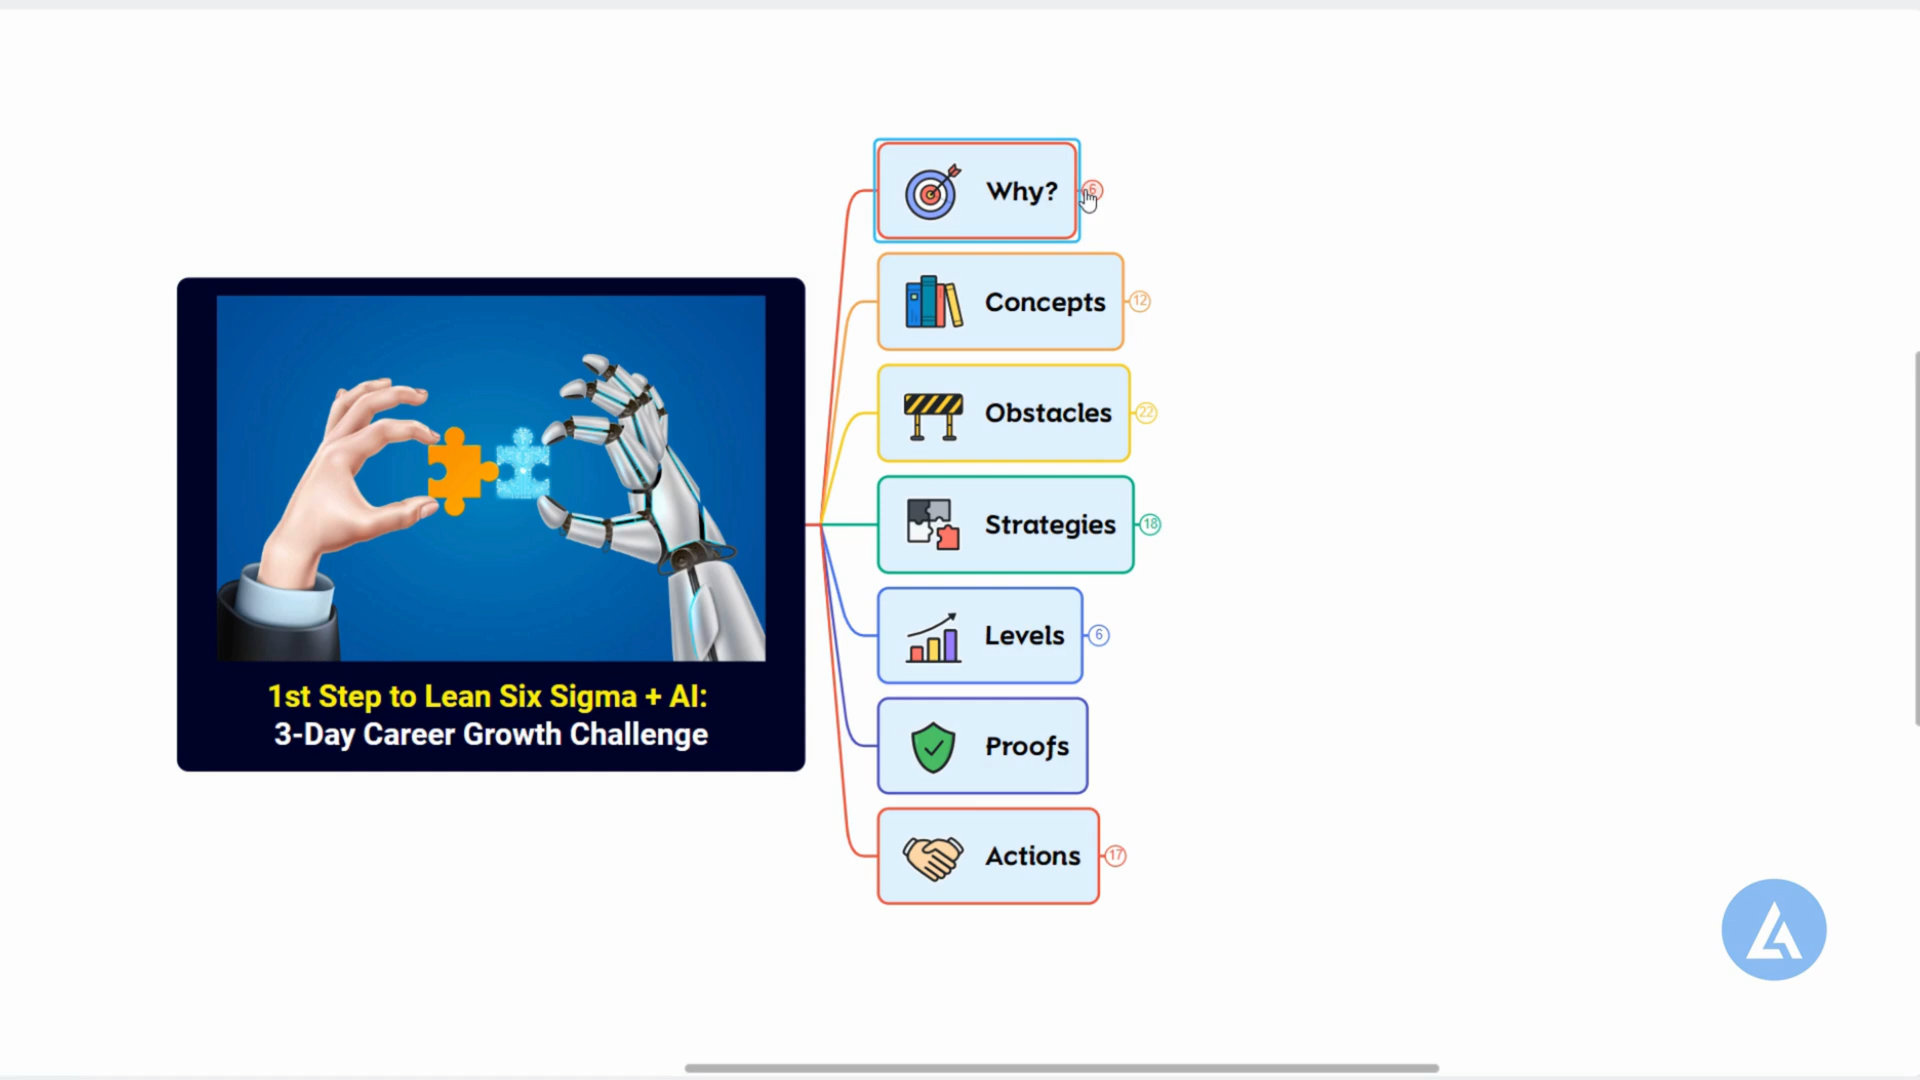 Why?
6
Concepts
12
Obstacles
22
Strategies
18
Levels
6
Proofs
Actions
17
1st Step to Lean Six Sigma + AI:
3-Day Career Growth Challenge